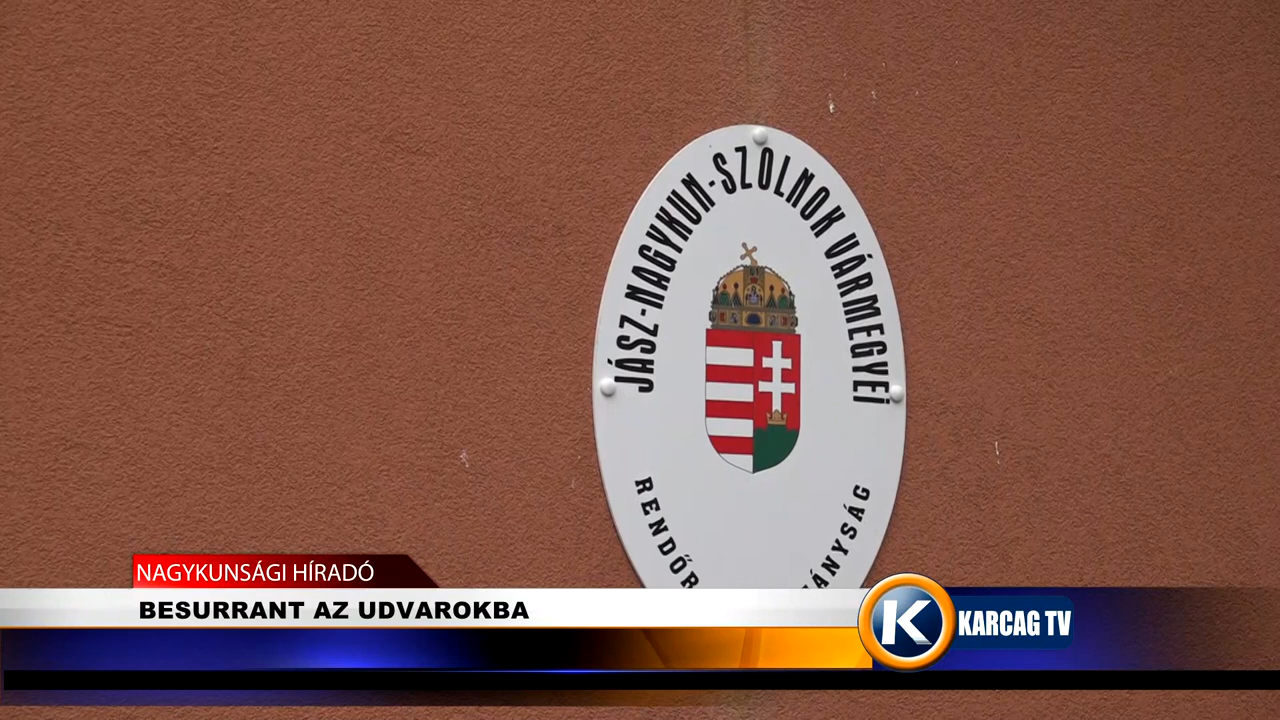 JÁSZ-NAGYKUN-SZOLNOK VÁRMEGYEI
NAGYKUNSÁGI HÍRADÓ
BESURRANT AZ UDVAROKBA
K KARCAG TV